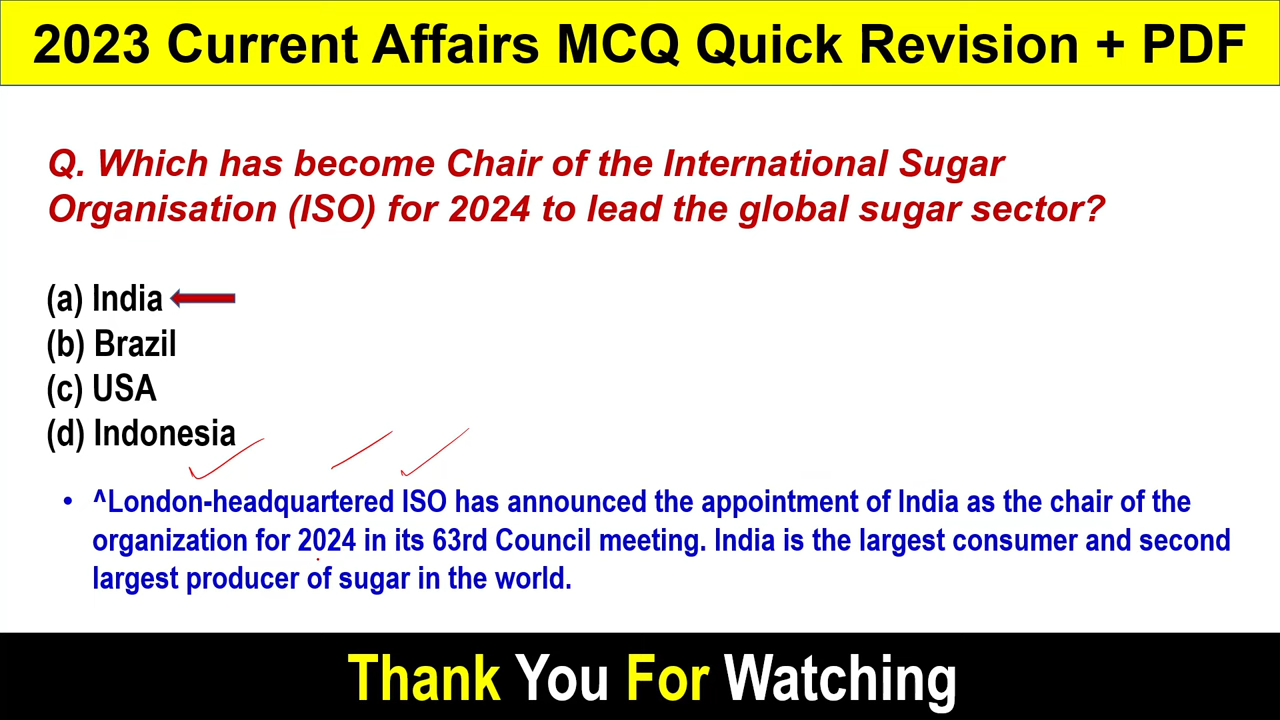 2023 Current Affairs MCQ Quick Revision + PDF
Q. Which has become Chair of the International Sugar
Organisation (ISO) for 2024 to lead the global sugar sector?
(a) India
(b) Brazil
(c) USA
(d) Indonesia
• ^London-headquartered ISO has announced the appointment of India as the chair of the
organization for 2024 in its 63rd Council meeting. India is the largest consumer and second
largest producer of sugar in the world.
Thank You For Watching